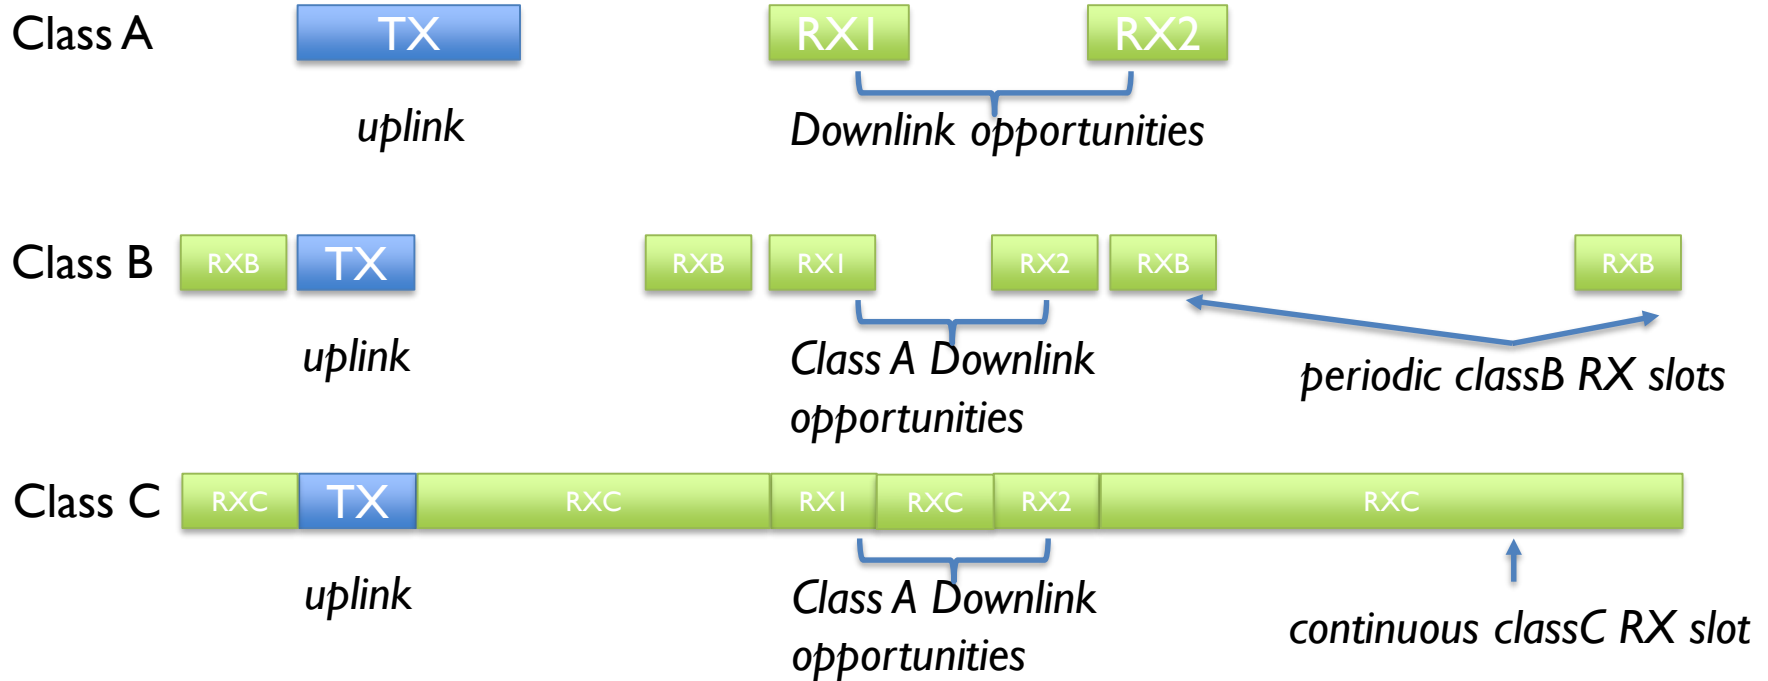 Class A TX RX1 RX2
uplink Downlink opportunities
Class B RXB TX RXB RX1 RX2 RXB RXB
uplink Class A Downlink
opportunities
periodic classB RX slots
Class C RXC TX RXC RX1 RXC RX2 RXC
uplink Class A Downlink
opportunities
continuous classC RX slot